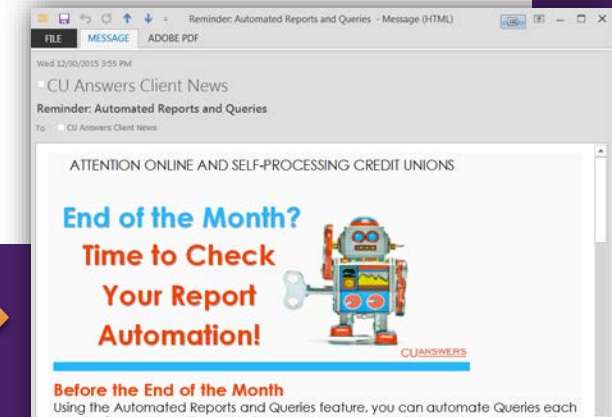 Reminder: Automated Reports and Queries - Message (HTML)
FILE MESSAGE ADOBE PDF
Wed 12/30/2015 3:55 PM
CU Answers Client News
Reminder: Automated Reports and Queries
To CU Answers Client News
ATTENTION ONLINE AND SELF-PROCESSING CREDIT UNIONS
End of the Month?
Time to Check
Your Report
Automation!
CU*ANSWERS
Before the End of the Month
Using the Automated Reports and Queries feature, you can automate Queries each